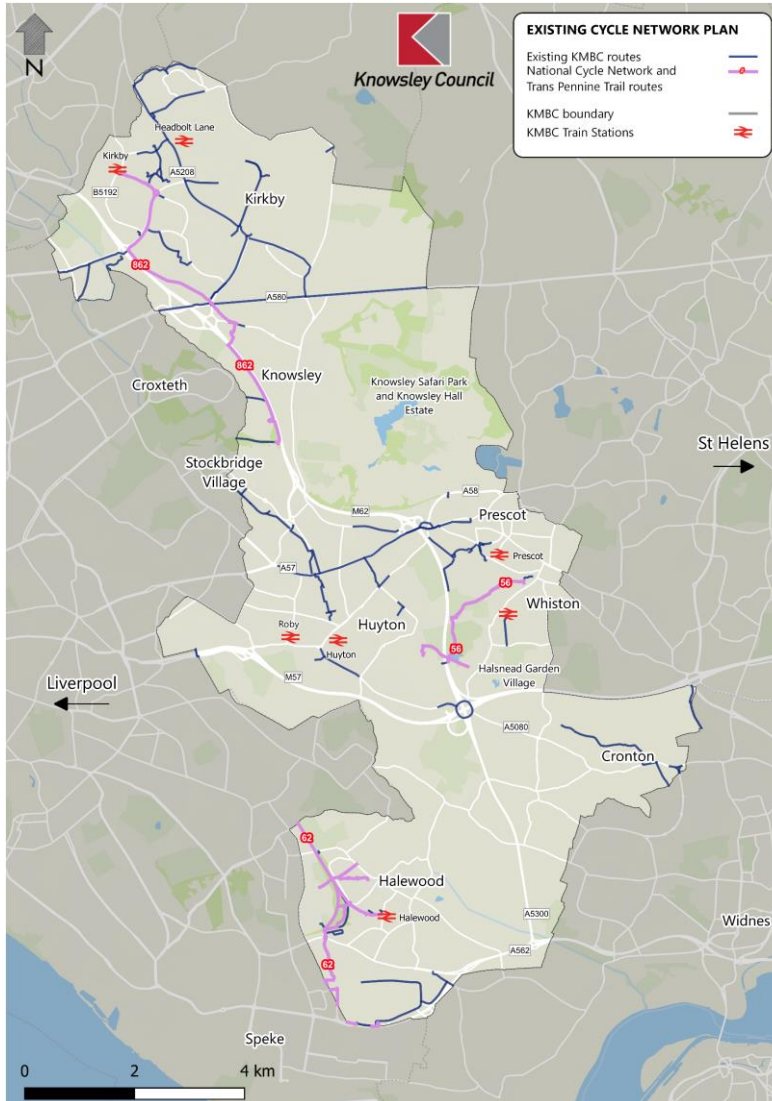 N
Knowsley Council
EXISTING CYCLE NETWORK PLAN
Existing KMBC routes
National Cycle Network and
Trans Pennine Trail routes
KMBC boundary
KMBC Train Stations
Headbolt Lane
Kirkby
A5208
B5192
Kirkby
862
A580
862
Knowsley
Croxteth
Knowsley Safari Park
and Knowsley Hall
Estate
St Helens
Stockbridge
Village
A58
M62
Prescot
Prescot
A57
56
Whiston
Roby
Huyton
Huyton
56
Halsnead Garden
Village
M57
Liverpool
A5080
Cronton
62
Halewood
Halewood
A5300
Widnes
A562
62
Speke
0
2
4 km